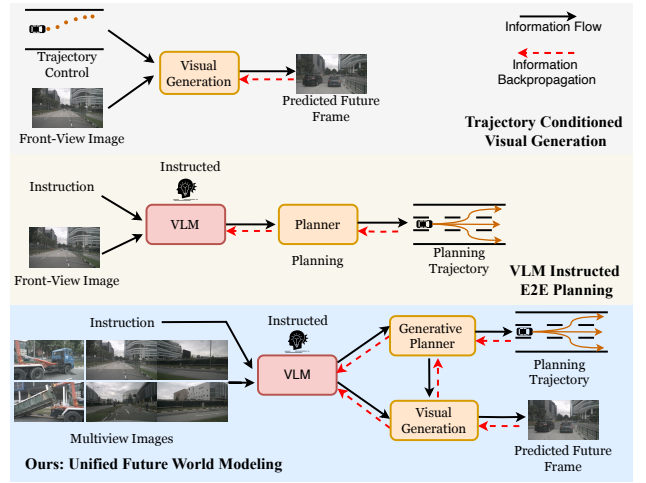 Information Flow
Information
Backpropagation
Trajectory
Control
Front-View Image
Visual
Generation
Predicted Future
Frame
Trajectory Conditioned
Visual Generation
Instructed
Instruction
VLM
Planner
Planning
Front-View Image
Planning
Trajectory
VLM Instructed
E2E Planning
Instruction
Instructed
VLM
Generative
Planner
Planning
Trajectory
Visual
Generation
Predicted Future
Frame
Multiview Images
Ours: Unified Future World Modeling